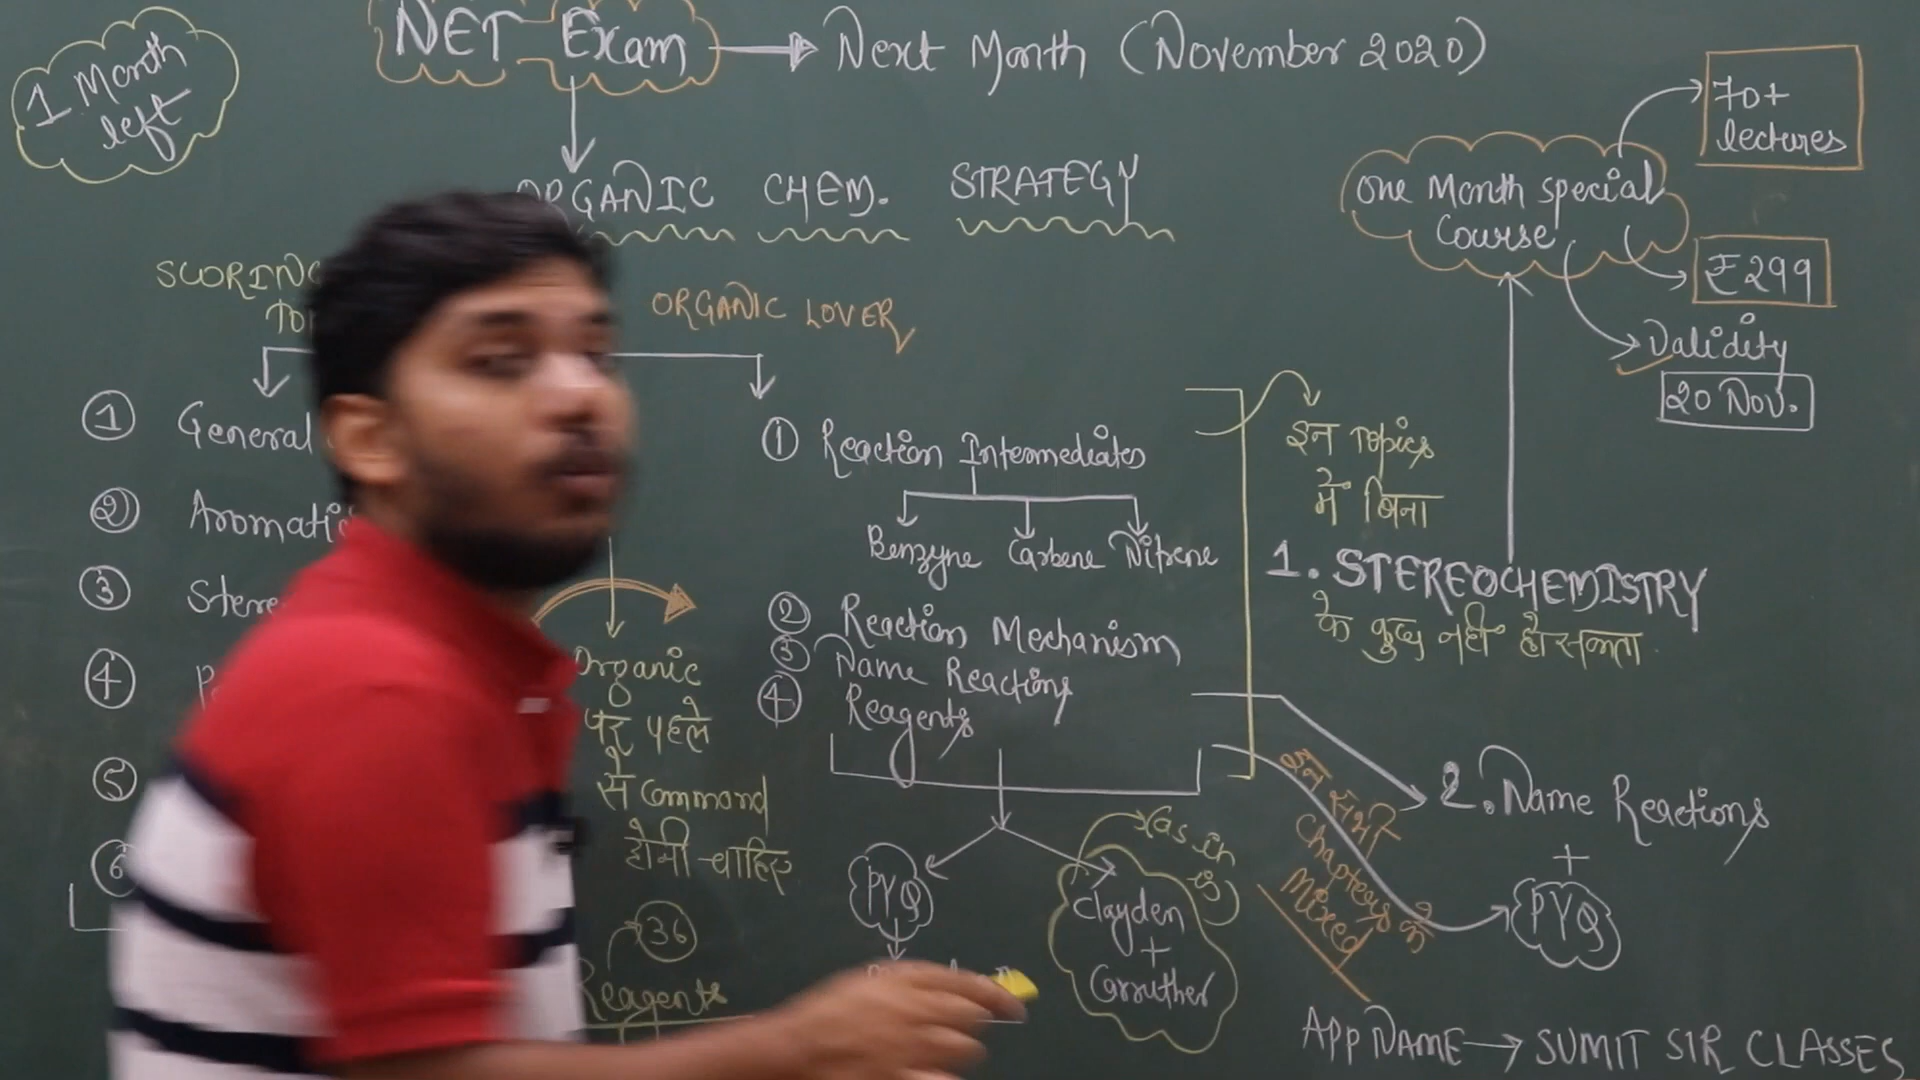 1 Month
left
NET Exam → Next Month (November 2020)
ORGANIC CHEM. STRATEGY
70+
lectures
One Month special
Course
₹299
Validity
20 Nov.
ORGANIC LOVER
① General
② Aromatic
③
④
⑤
⑥
Organic
पर पहले
से Command
होनी चाहिए
36
Reagents
① Reaction Intermediates
Benzyne Carbene Nitrene
② Reaction Mechanism
③ Name Reactions
④ Reagents
PYQ
Clayden
+
Carruther
इन Topics
में बिना
1. STEREOCHEMISTRY
के कुछ नहीं हो सकता
2. Name Reactions
+
PYQ
इन सभी
Chapters के
Mixed
APP NAME → SUMIT SIR CLASSES